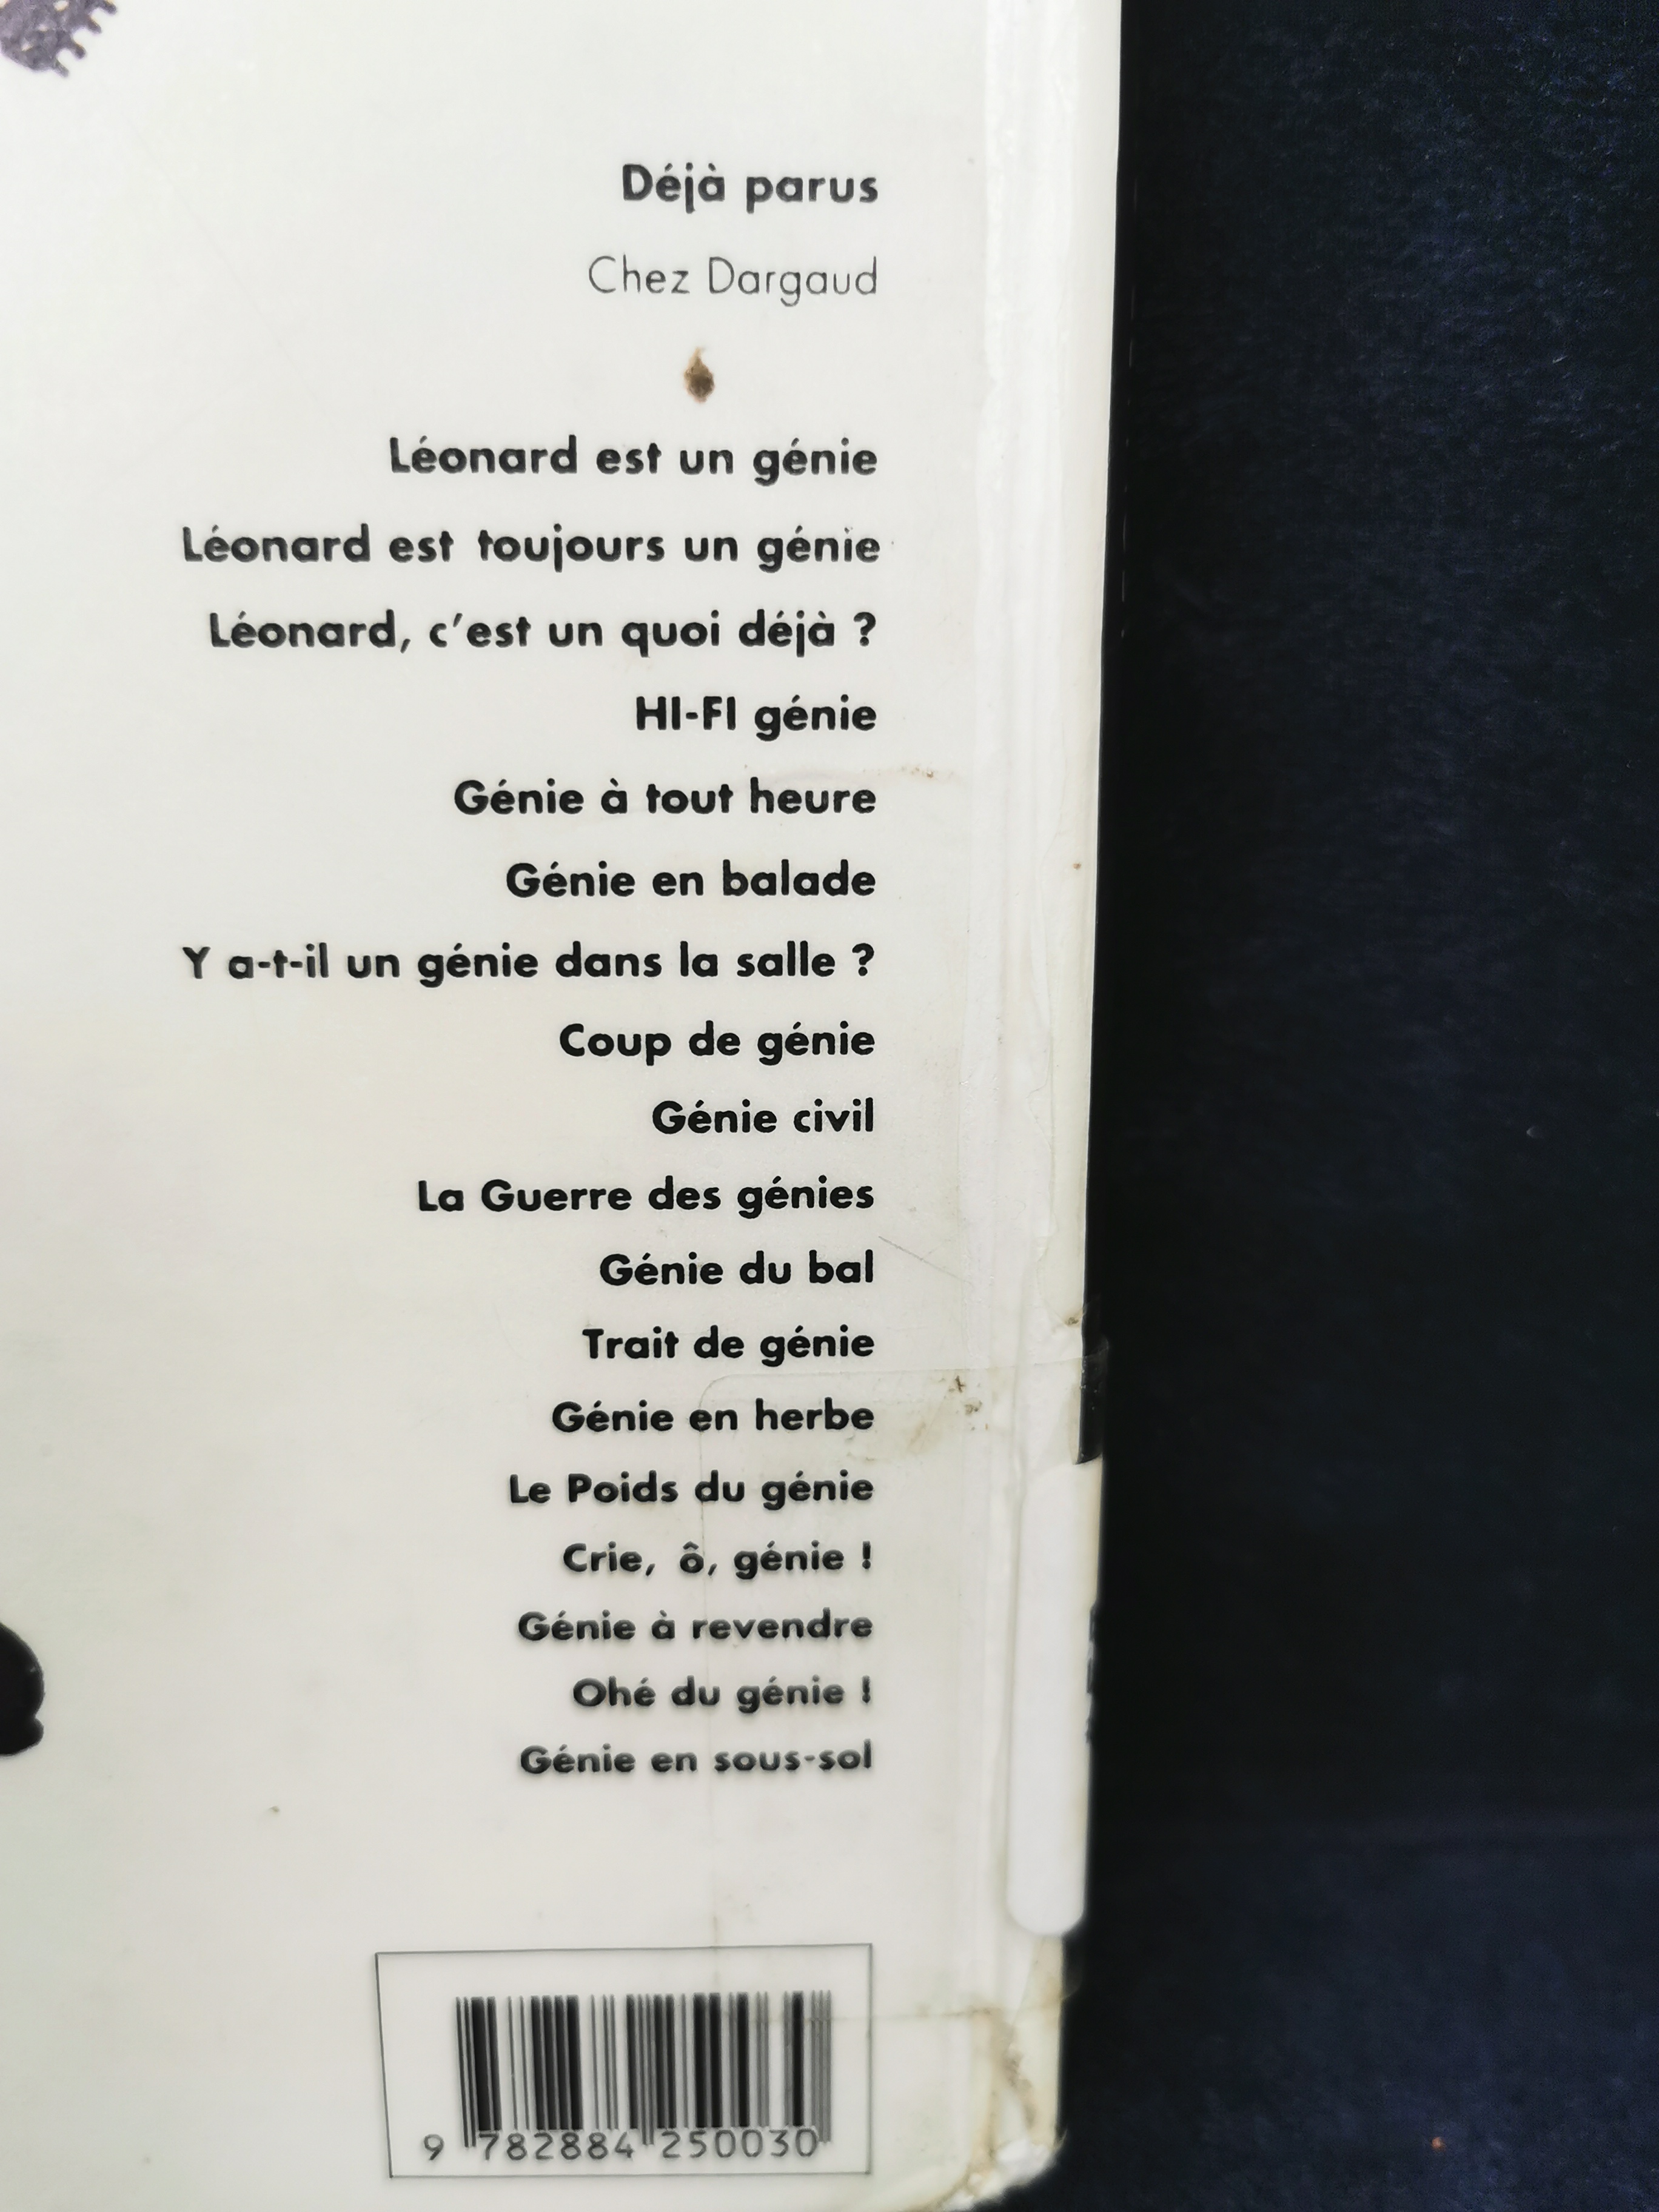 Déjà parus
Chez Dargaud
Léonard est un génie
Léonard est toujours un génie
Léonard, c'est un quoi déjà ?
HI-FI génie
Génie à tout heure
Génie en balade
Y a-t-il un génie dans la salle ?
Coup de génie
Génie civil
La Guerre des génies
Génie du bal
Trait de génie
Génie en herbe
Le Poids du génie
Crie, ô, génie !
Génie à revendre
Ohé du génie !
Génie en sous-sol
9 782884 250030